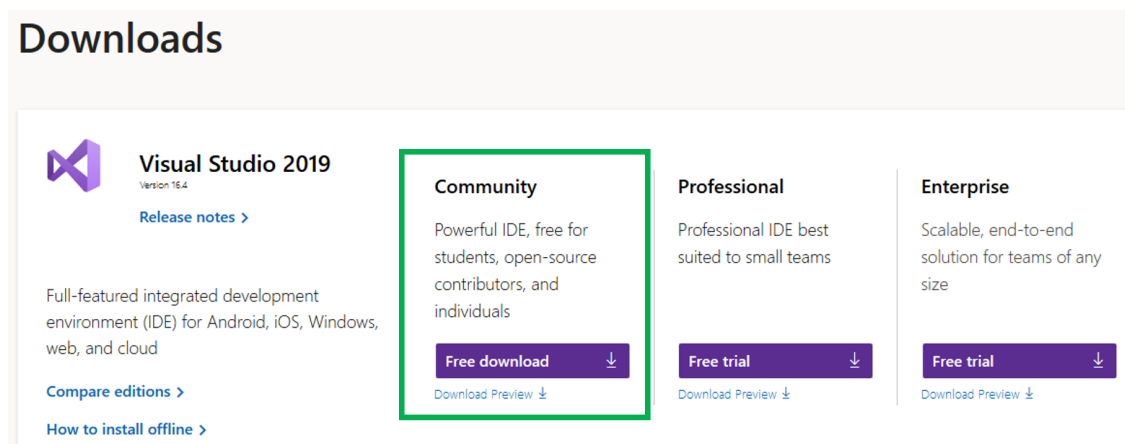 Downloads
Visual Studio 2019
Version 16.4
Release notes
Full-featured integrated development
environment (IDE) for Android, iOS, Windows,
web, and cloud
Compare editions
How to install offline
Community
Powerful IDE, free for
students, open-source
contributors, and
individuals
Free download
Download Preview
Professional
Professional IDE best
suited to small teams
Free trial
Download Preview
Enterprise
Scalable, end-to-end
solution for teams of any
size
Free trial
Download Preview